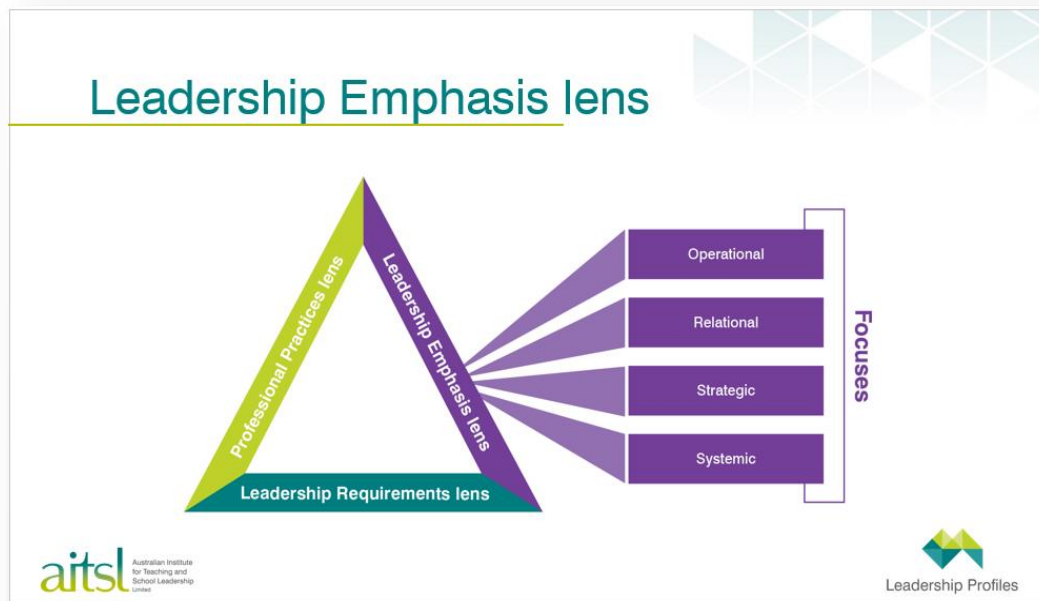 Leadership Emphasis lens
Professional Practices lens
Leadership Emphasis lens
Leadership Requirements lens
Operational
Relational
Strategic
Systemic
Focuses
aitsl
Australian Institute
for Teaching and
School Leadership
Limited
Leadership Profiles